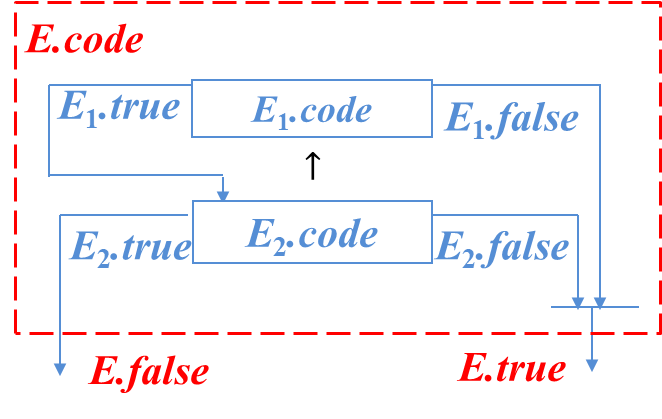 E.code
E₁.true E₁.code E₁.false
↑
E₂.true E₂.code E₂.false
E.false E.true